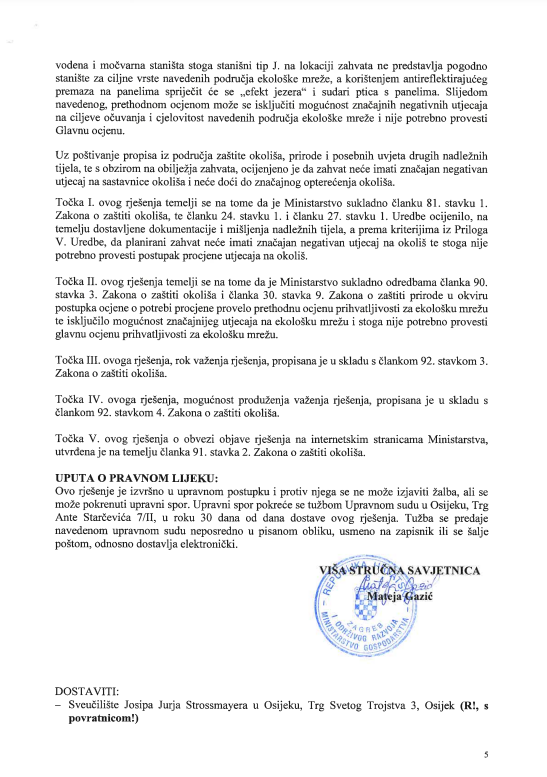 vodena i močvarna staništa stoga stanišni tip J. na lokaciji zahvata ne predstavlja pogodno
stanište za ciljne vrste navedenih područja ekološke mreže, a korištenjem antireflektirajućeg
premaza na panelima spriječit će se „efekt jezera“ i sudari ptica s panelima. Slijedom
navedenog, prethodnom ocjenom može se isključiti mogućnost značajnih negativnih utjecaja
na ciljeve očuvanja i cjelovitost navedenih područja ekološke mreže i nije potrebno provesti
Glavnu ocjenu.
Uz poštivanje propisa iz područja zaštite okoliša, prirode i posebnih uvjeta drugih nadležnih
tijela, te s obzirom na obilježja zahvata, ocijenjeno je da zahvat neće imati značajan negativan
utjecaj na sastavnice okoliša i neće doći do značajnog opterećenja okoliša.
Točka I. ovog rješenja temelji se na tome da je Ministarstvo sukladno članku 81. stavku 1.
Zakona o zaštiti okoliša, te članku 24. stavku 1. i članku 27. stavku 1. Uredbe ocijenilo, na
temelju dostavljene dokumentacije i mišljenja nadležnih tijela, a prema kriterijima iz Priloga
V. Uredbe, da planirani zahvat neće imati značajan negativan utjecaj na okoliš te stoga nije
potrebno provesti postupak procjene utjecaja na okoliš.
Točka II. ovog rješenja temelji se na tome da je Ministarstvo sukladno odredbama članka 90.
stavka 3. Zakona o zaštiti okoliša i članka 30. stavka 9. Zakona o zaštiti prirode u okviru
postupka ocjene o potrebi procjene provelo prethodnu ocjenu prihvatljivosti za ekološku mrežu
te isključilo mogućnost značajnijeg utjecaja na ekološku mrežu i stoga nije potrebno provesti
glavnu ocjenu prihvatljivosti za ekološku mrežu.
Točka III. ovoga rješenja, rok važenja rješenja, propisana je u skladu s člankom 92. stavkom 3.
Zakona o zaštiti okoliša.
Točka IV. ovoga rješenja, mogućnost produženja važenja rješenja, propisana je u skladu s
člankom 92. stavkom 4. Zakona o zaštiti okoliša.
Točka V. ovog rješenja o obvezi objave rješenja na internetskim stranicama Ministarstva,
utvrđena je na temelju članka 91. stavka 2. Zakona o zaštiti okoliša.
UPUTA O PRAVNOM LIJEKU:
Ovo rješenje je izvršno u upravnom postupku i protiv njega se ne može izjaviti žalba, ali se
može pokrenuti upravni spor. Upravni spor pokreće se tužbom Upravnom sudu u Osijeku, Trg
Ante Starčevića 7/II, u roku 30 dana od dana dostave ovog rješenja. Tužba se predaje
navedenom upravnom sudu neposredno u pisanom obliku, usmeno na zapisnik ili se šalje
poštom, odnosno dostavlja elektronički.
VIŠA STRUČNA SAVJETNICA
Mateja Gazić
REPUBLIKA
MINISTARSTVO GOSPODARSTVA
I ODRŽIVOG RAZVOJA
ZAGREB
DOSTAVITI:
– Sveučilište Josipa Jurja Strossmayera u Osijeku, Trg Svetog Trojstva 3, Osijek (R!, s
povratnicom!)
5